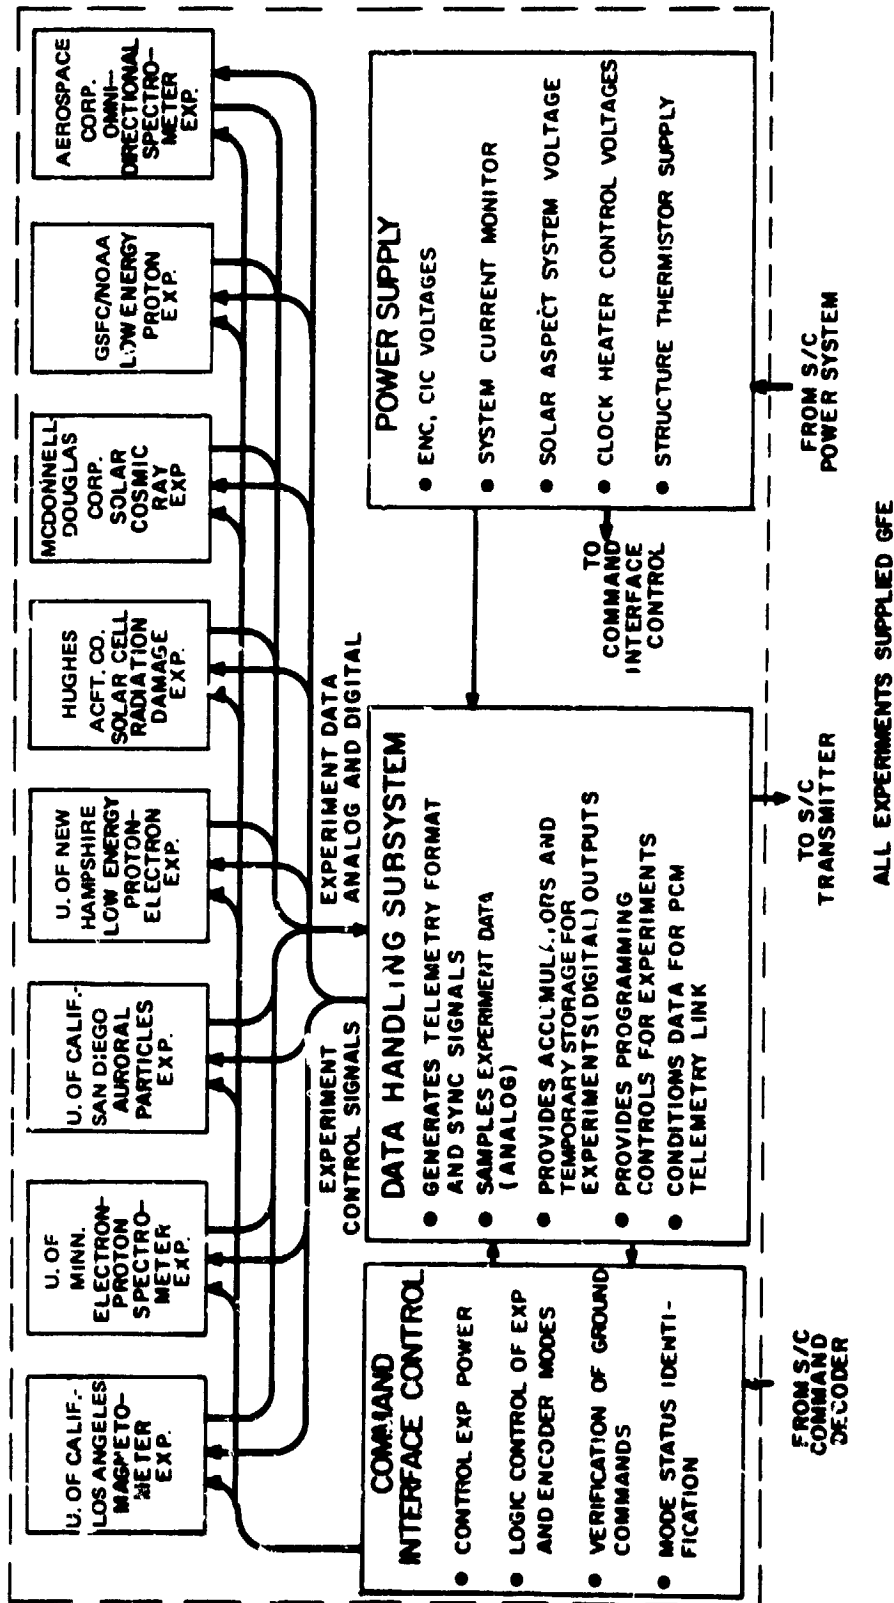 U. OF CALIF.-
LOS ANGELES
MAGNETO-
METER
EXP.
U. OF
MINN.
ELECTRON-
PROTON
SPECTRO-
METER
EXP.
U. OF CALIF.-
SAN DIEGO
AURORAL
PARTICLES
EXP.
U. OF NEW
HAMPSHIRE
LOW ENERGY
PROTON-
ELECTRON
EXP.
HUGHES
ACFT. CO.
SOLAR CELL
RADIATION
DAMAGE
EXP.
MCDONNELL-
DOUGLAS
CORP.
SOLAR
COSMIC
RAY
EXP
GSFC/NOAA
LOW ENERGY
PROTON
EXP.
AEROSPACE
CORP.
OMNI-
DIRECTIONAL
SPECTRO-
METER
EXP.
EXPERIMENT
CONTROL SIGNALS
EXPERIMENT DATA
ANALOG AND DIGITAL
COMMAND
INTERFACE CONTROL
● CONTROL EXP POWER
● LOGIC CONTROL OF EXP
AND ENCODER MODES
● VERIFICATION OF GROUND
COMMANDS
● MODE STATUS IDENTI-
FICATION
DATA HANDLING SUBSYSTEM
● GENERATES TELEMETRY FORMAT
AND SYNC SIGNALS
● SAMPLES EXPERIMENT DATA
(ANALOG)
● PROVIDES ACCUMULATORS AND
TEMPORARY STORAGE FOR
EXPERIMENTS (DIGITAL) OUTPUTS
● PROVIDES PROGRAMMING
CONTROLS FOR EXPERIMENTS
● CONDITIONS DATA FOR PCM
TELEMETRY LINK
TO
COMMAND
INTERFACE
CONTROL
POWER SUPPLY
● ENC, CIC VOLTAGES
● SYSTEM CURRENT MONITOR
● SOLAR ASPECT SYSTEM VOLTAGE
● CLOCK HEATER CONTROL VOLTAGES
● STRUCTURE THERMISTOR SUPPLY
FROM S/C
COMMAND
DECODER
TO S/C
TRANSMITTER
FROM S/C
POWER SYSTEM
ALL EXPERIMENTS SUPPLIED GFE